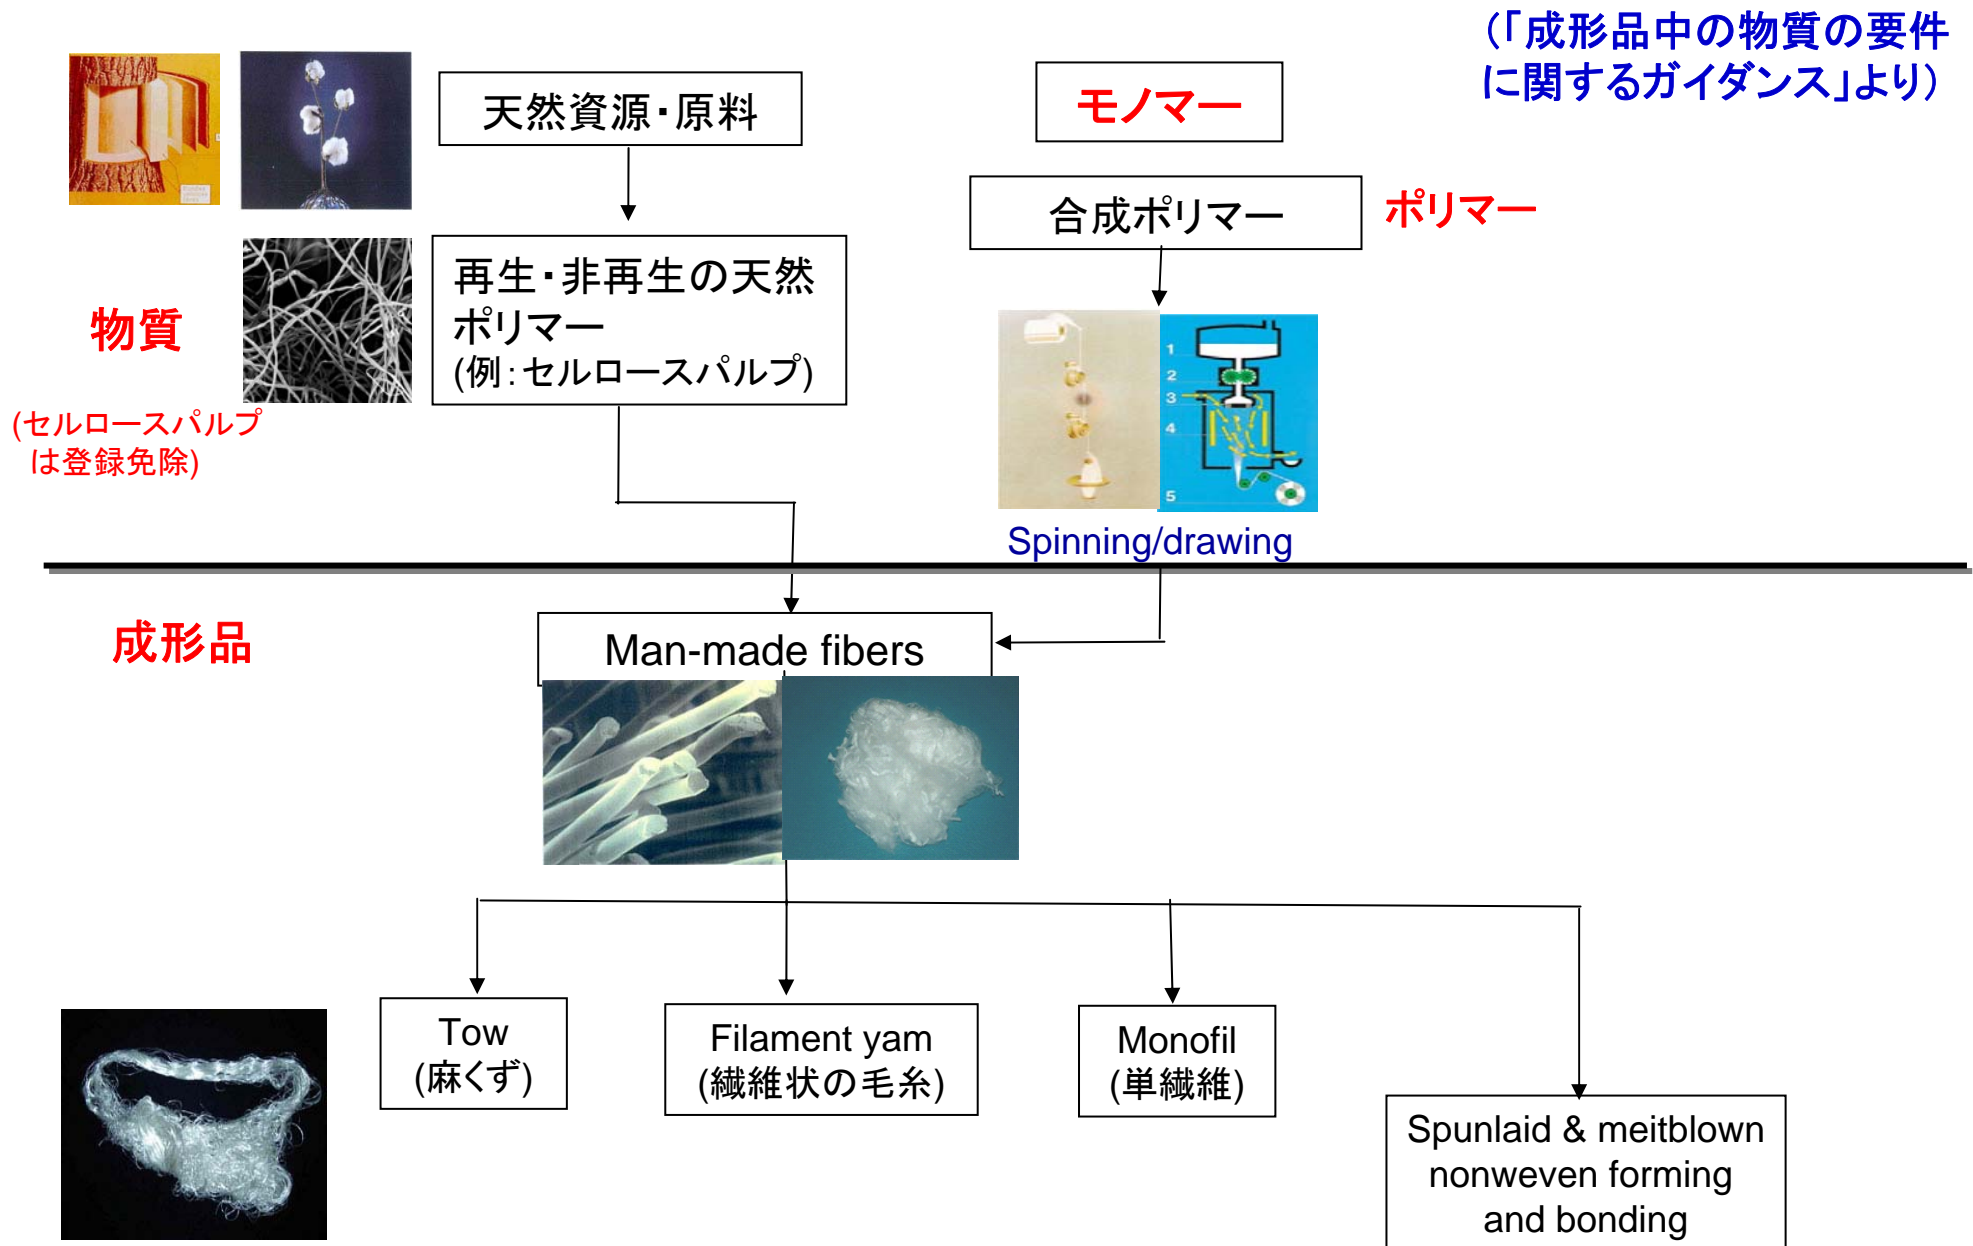 (「成形品中の物質の要件
に関するガイダンス」より)
天然資源・原料
モノマー
合成ポリマー
ポリマー
再生・非再生の天然
ポリマー
(例：セルロースパルプ)
物質
(セルロースパルプ
は登録免除)
1
2
3
4
5
Spinning/drawing
成形品
Man-made fibers
Tow
(麻くず)
Filament yam
(繊維状の毛糸)
Monofil
(単繊維)
Spunlaid & meitblown
nonweven forming
and bonding